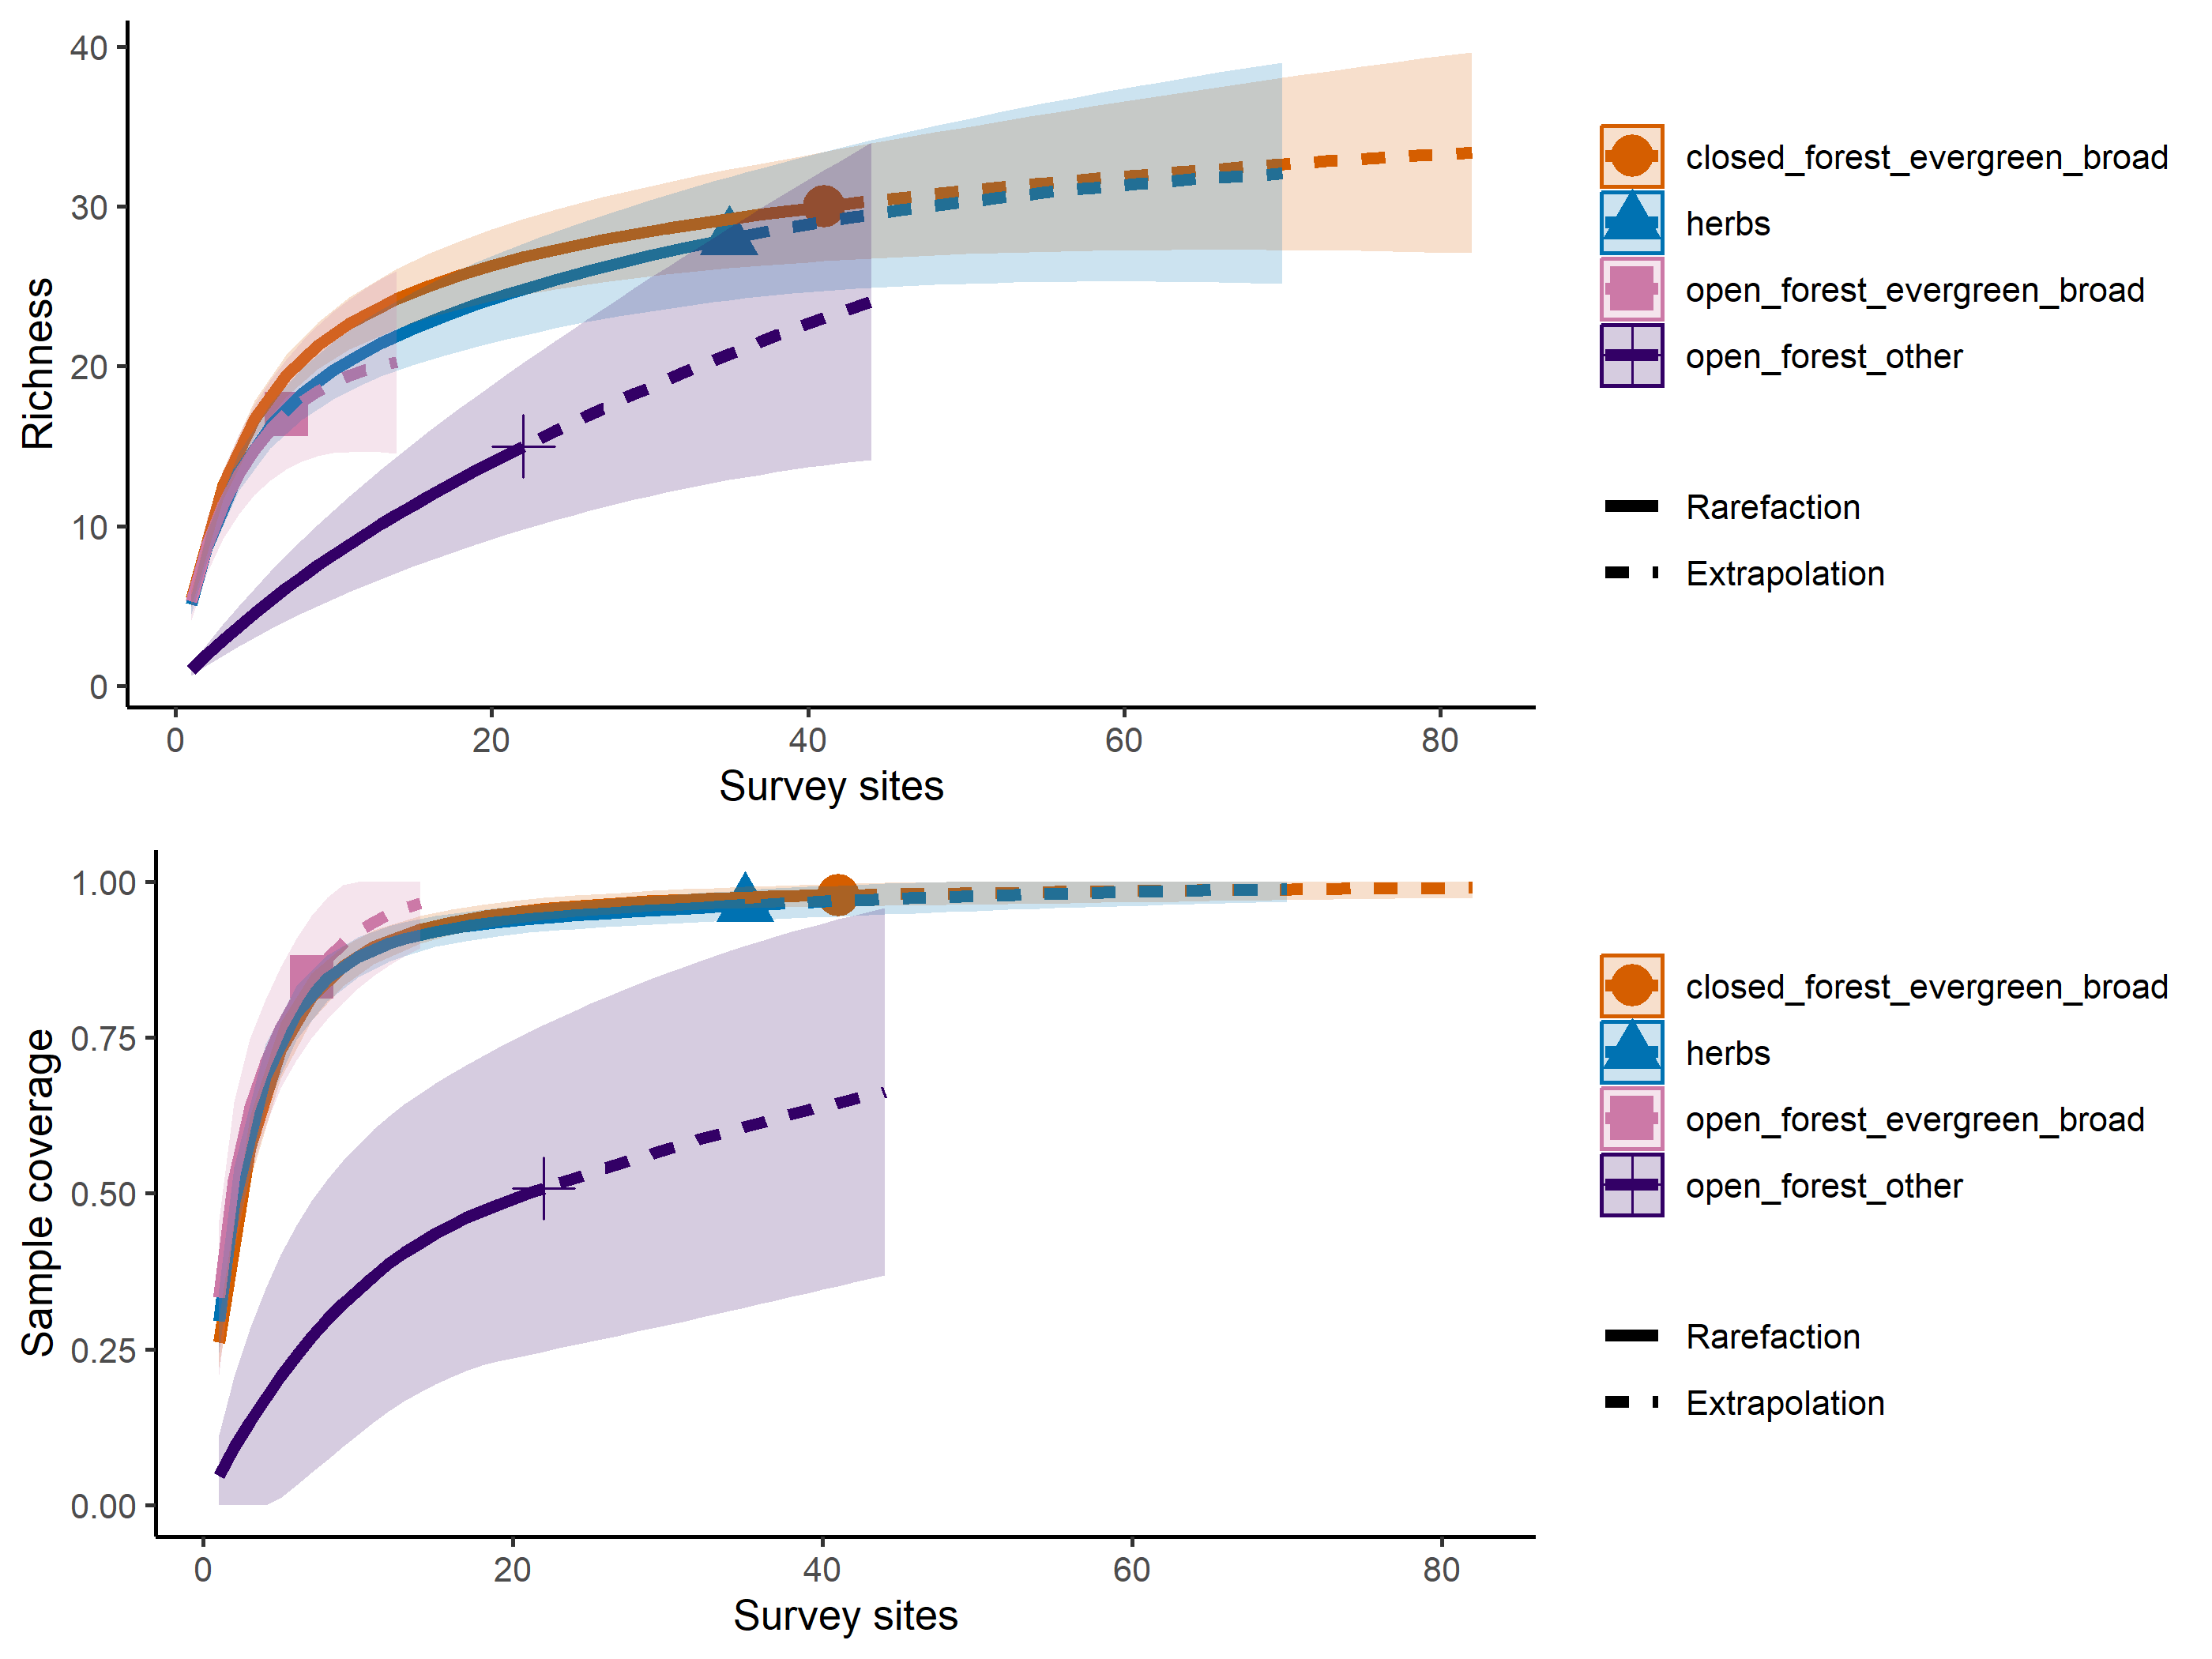 40
30
20
10
0
Richness
0 20 40 60 80
Survey sites
closed_forest_evergreen_broad
herbs
open_forest_evergreen_broad
open_forest_other
Rarefaction
Extrapolation
1.00
0.75
0.50
0.25
0.00
Sample coverage
0 20 40 60 80
Survey sites
closed_forest_evergreen_broad
herbs
open_forest_evergreen_broad
open_forest_other
Rarefaction
Extrapolation